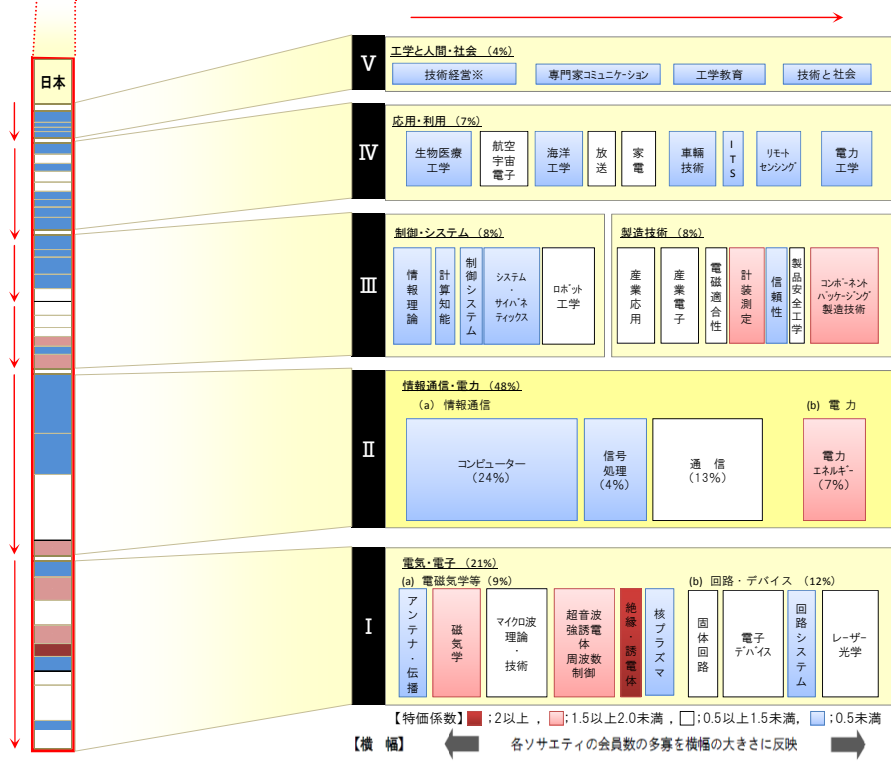 日本
Ⅴ
工学と人間・社会 (4%)
技術経営※
専門家コミュニケーション
工学教育
技術と社会
Ⅳ
応用・利用 (7%)
生物医療
工学
航空
宇宙
電子
海洋
工学
放送
家電
車輛
技術
ITS
リモート
センシング
電力
工学
Ⅲ
制御・システム (8%)
情報理論
計算知能
制御システム
システム
・
サイバネ
ティックス
ロボット
工学
製造技術 (8%)
産業応用
産業電子
電磁適合性
計装測定
信頼性
製品安全工学
コンポーネント
パッケージング
製造技術
Ⅱ
情報通信・電力 (48%)
(a) 情報通信
コンピューター
(24%)
信号
処理
(4%)
通 信
(13%)
(b) 電 力
電力
エネルギー
(7%)
Ⅰ
電気・電子 (21%)
(a) 電磁気学等 (9%)
アンテナ・伝播
磁気学
マイクロ波
理論
・
技術
超音波
強誘電
体
周波数
制御
絶縁・誘電体
核プラズマ
(b) 回路・デバイス (12%)
固体回路
電子
デバイス
回路システム
レーザー
光学
【特価係数】 ;2以上 , ;1.5以上2.0未満, ;0.5以上1.5未満, ;0.5未満
【横 幅】 各ソサエティの会員数の多寡を横幅の大きさに反映